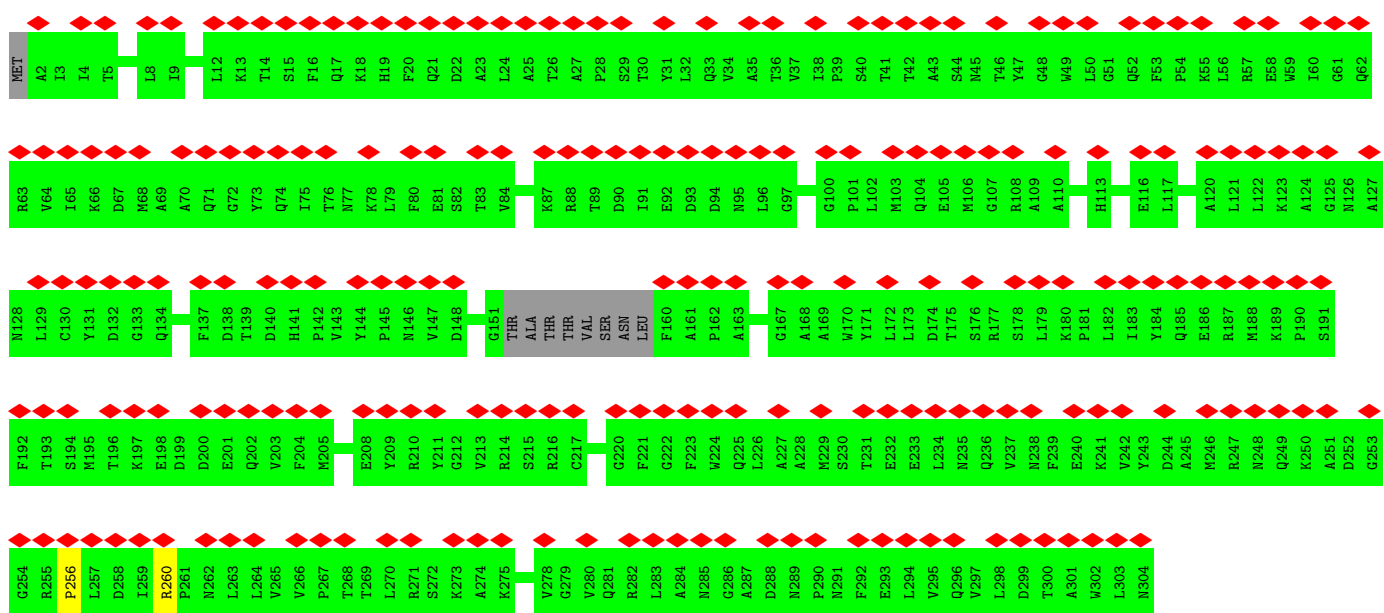 MET A2 I3 I4 T5 L8 I9 L12 K13 T14 S15 F16 Q17 K18 H19 F20 Q21 D22 A23 L24 A25 T26 A27 P28 S29 T30 Y31 L32 Q33 V34 A35 T36 V37 I38 P39 S40 T41 T42 A43 S44 N45 T46 Y47 G48 W49 L50 G51 Q52 F53 P54 K55 L56 R57 E58 W59 I60 G61 Q62
R63 V64 I65 K66 D67 M68 A69 A70 Q71 G72 Y73 Q74 I75 T76 N77 K78 L79 F80 E81 S82 T83 V84 K87 R88 T89 D90 I91 E92 D93 D94 N95 L96 G97 G100 P101 L102 M103 Q104 E105 M106 G107 R108 A109 A110 H113 E116 L117 A120 L121 L122 K123 A124 G125 N126 A127
N128 L129 C130 Y131 D132 G133 Q134 F137 D138 T139 D140 H141 P142 V143 Y144 P145 N146 V147 D148 G151 THR ALA THR THR VAL SER ASN LEU F160 A161 P162 A163 G167 A168 A169 W170 Y171 L172 L173 D174 T175 S176 R177 S178 L179 K180 P181 L182 I183 Y184 Q185 E186 R187 M188 K189 P190 S191
F192 T193 S194 M195 T196 K197 E198 D199 D200 E201 Q202 V203 F204 M205 E208 Y209 R210 Y211 G212 V213 R214 S215 R216 C217 G220 F221 G222 F223 W224 Q225 L226 A227 A228 M229 S230 T231 E232 E233 L234 N235 Q236 V237 N238 F239 E240 K241 V242 Y243 D244 A245 M246 R247 N248 Q249 K250 A251 D252 G253
G254 R255 P256 L257 D258 I259 R260 P261 N262 L263 L264 V265 V266 P267 T268 T269 L270 R271 S272 K273 A274 K275 V278 G279 V280 Q281 R282 L283 A284 N285 G286 A287 D288 N289 P290 N291 F292 E293 L294 V295 Q296 V297 L298 D299 T300 A301 W302 L303 N304